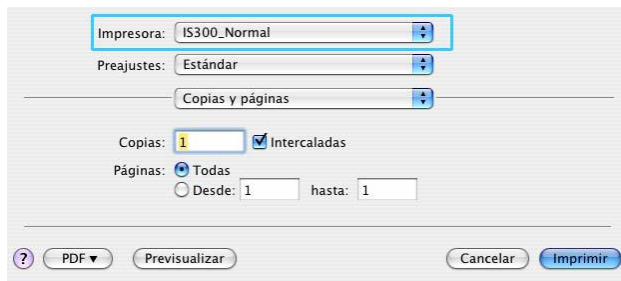 Impresora: IS300_Normal
Preajustes: Estándar
Copias y páginas
Copias: 1 Intercaladas
Páginas: Todas
Desde: 1 hasta: 1
? PDF ▼ Previsualizar Cancelar Imprimir